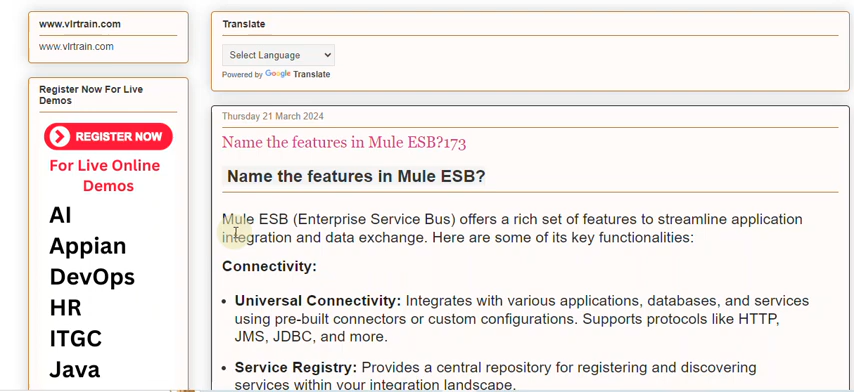 www.vlrtrain.com
www.vlrtrain.com
Register Now For Live
Demos
REGISTER NOW
For Live Online
Demos
AI
Appian
DevOps
HR
ITGC
Java
Translate
Select Language
Powered by Google Translate
Thursday 21 March 2024
Name the features in Mule ESB?173
Name the features in Mule ESB?
Mule ESB (Enterprise Service Bus) offers a rich set of features to streamline application
integration and data exchange. Here are some of its key functionalities:
Connectivity:
• Universal Connectivity: Integrates with various applications, databases, and services
using pre-built connectors or custom configurations. Supports protocols like HTTP,
JMS, JDBC, and more.
• Service Registry: Provides a central repository for registering and discovering
services within your integration landscape.